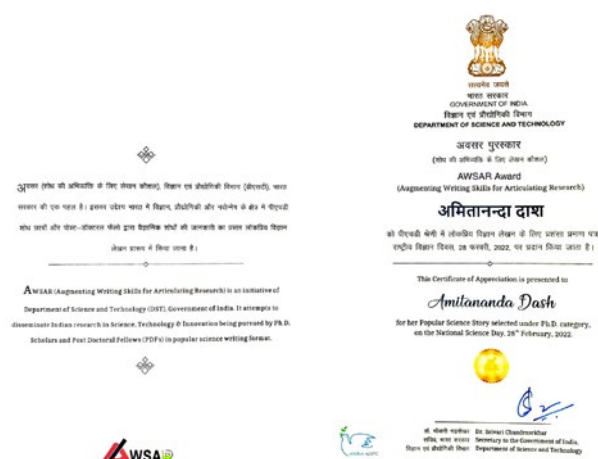 अवसर (शोध की अभिव्यक्ति के लिए लेखन कौशल), विज्ञान एवं प्रौद्योगिकी विभाग (डीएसटी), भारत
सरकार की एक पहल है। इसका उद्देश्य भारत में विज्ञान, प्रौद्योगिकी और नवोन्मेष के क्षेत्र में पीएचडी
शोध छात्रों और पोस्ट-डॉक्टरल फेलो द्वारा वैज्ञानिक शोधों की जानकारी का प्रसार लोकप्रिय विज्ञान
लेखन प्रारूप में किया जाना है।
AWSAR (Augmenting Writing Skills for Articulating Research) is an initiative of
Department of Science and Technology (DST), Government of India. It attempts to
disseminate Indian research in Science, Technology & Innovation being pursued by Ph.D.
Scholars and Post Doctoral Fellows (PDFs) in popular science writing format.
AWSAR
सत्यमेव जयते
भारत सरकार
GOVERNMENT OF INDIA
विज्ञान एवं प्रौद्योगिकी विभाग
DEPARTMENT OF SCIENCE AND TECHNOLOGY
अवसर पुरस्कार
(शोध की अभिव्यक्ति के लिए लेखन कौशल)
AWSAR Award
(Augmenting Writing Skills for Articulating Research)
अमितानन्दा दाश
को पीएचडी श्रेणी में लोकप्रिय विज्ञान लेखन के लिए प्रशंसा प्रमाण पत्र
राष्ट्रीय विज्ञान दिवस, 28 फरवरी, 2022, पर प्रदान किया जाता है।
This Certificate of Appreciation is presented to
Amitananda Dash
for her Popular Science Story selected under Ph.D. category,
on the National Science Day, 28th February, 2022.
Dr. Srivari Chandrasekhar
सचिव, भारत सरकार Secretary to the Government of India,
विज्ञान एवं प्रौद्योगिकी विभाग Department of Science and Technology